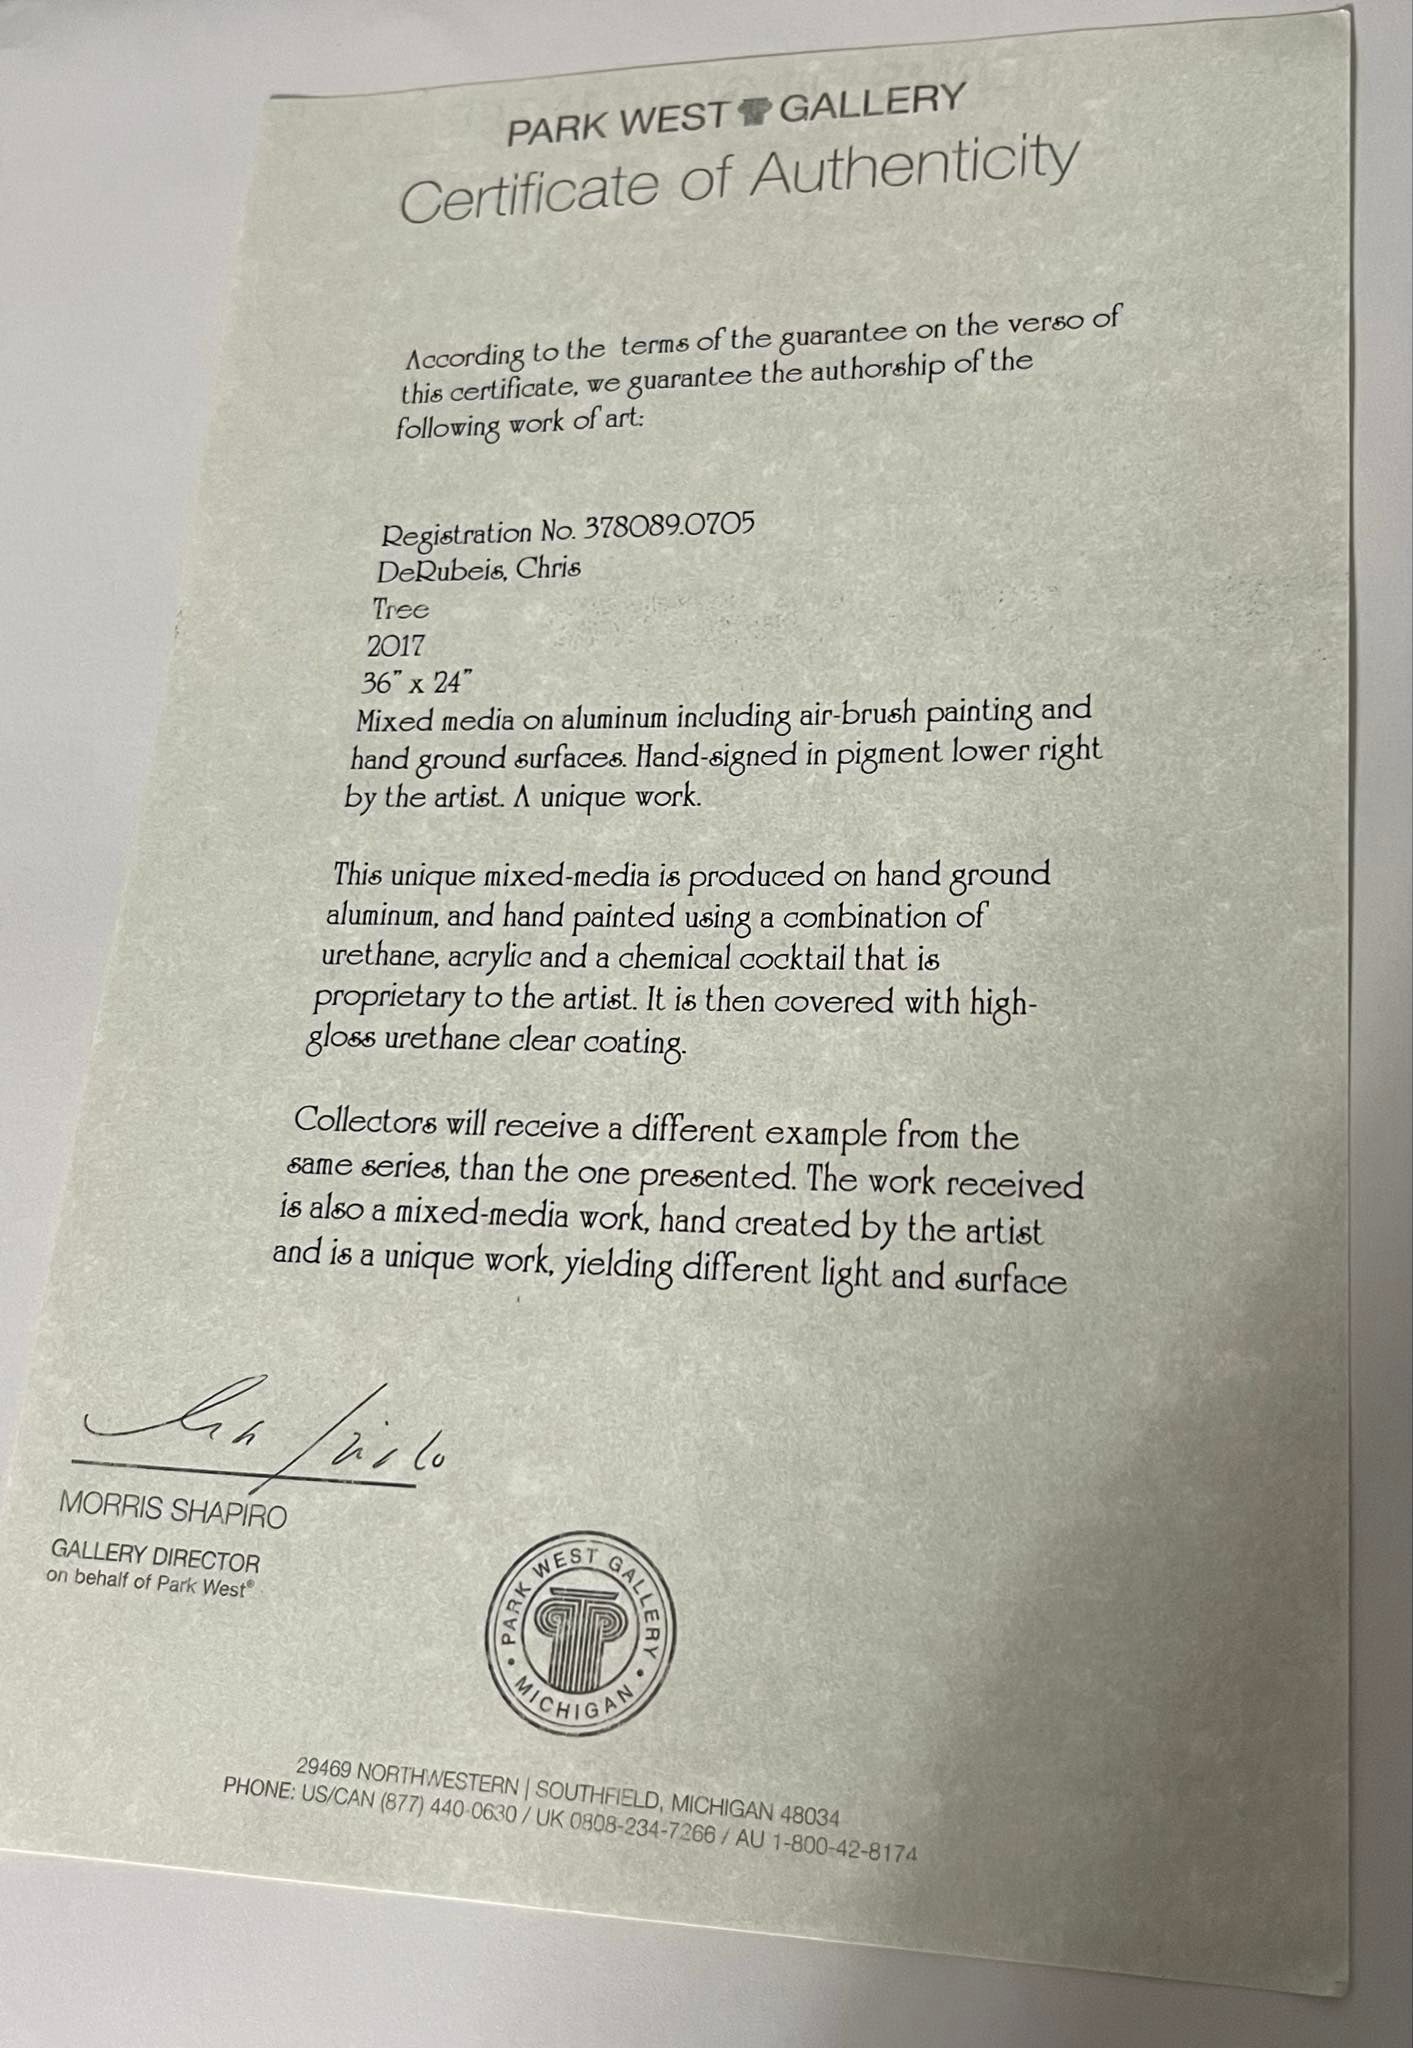 PARK WEST GALLERY
Certificate of Authenticity
According to the terms of the guarantee on the verso of
this certificate, we guarantee the authorship of the
following work of art:
Registration No. 378089.0705
DeRubeis, Chris
Tree
2017
36" x 24"
Mixed media on aluminum including air-brush painting and
hand ground surfaces. Hand-signed in pigment lower right
by the artist. A unique work.
This unique mixed-media is produced on hand ground
aluminum, and hand painted using a combination of
urethane, acrylic and a chemical cocktail that is
proprietary to the artist. It is then covered with high-
gloss urethane clear coating.
Collectors will receive a different example from the
same series, than the one presented. The work received
is also a mixed-media work, hand created by the artist
and is a unique work, yielding different light and surface
MORRIS SHAPIRO
GALLERY DIRECTOR
on behalf of Park West®
PARK WEST GALLERY
• MICHIGAN •
29469 NORTHWESTERN | SOUTHFIELD, MICHIGAN 48034
PHONE: US/CAN (877) 440-0630 / UK 0808-234-7266 / AU 1-800-42-8174